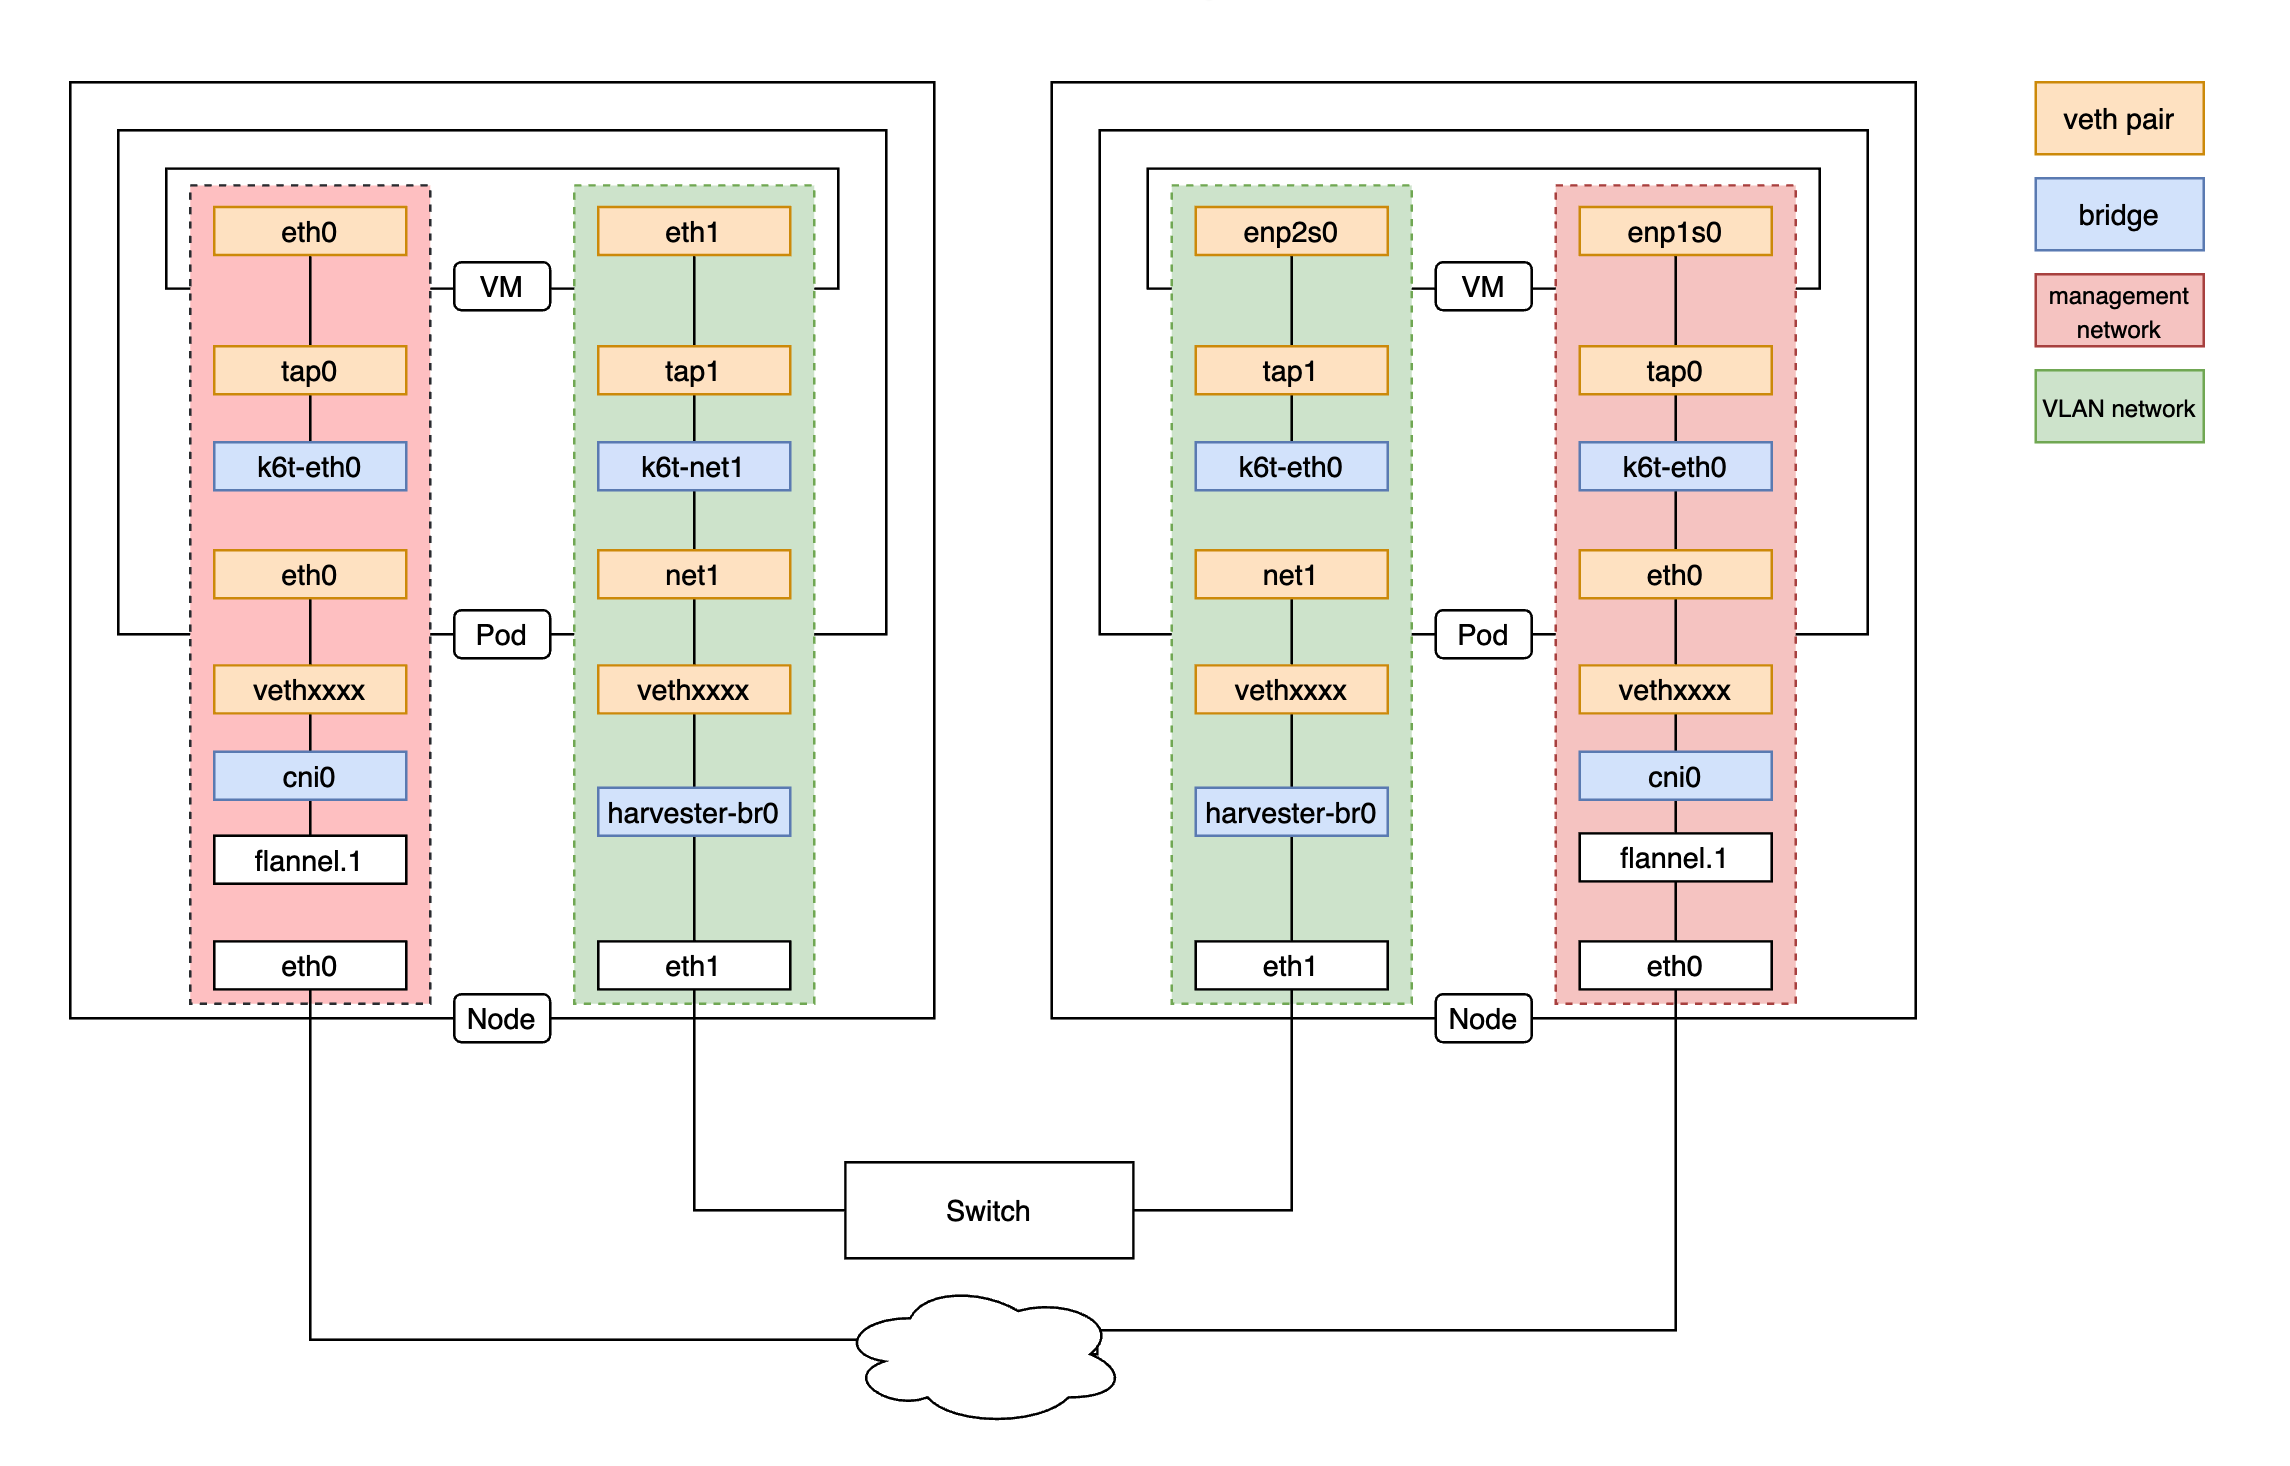 eth0
tap0
k6t-eth0
eth0
vethxxxx
cni0
flannel.1
eth0
VM
Pod
Node
eth1
tap1
k6t-net1
net1
vethxxxx
harvester-br0
eth1
enp2s0
tap1
k6t-eth0
net1
vethxxxx
harvester-br0
eth1
VM
Pod
Node
enp1s0
tap0
k6t-eth0
eth0
vethxxxx
cni0
flannel.1
eth0
Switch
veth pair
bridge
management
network
VLAN network